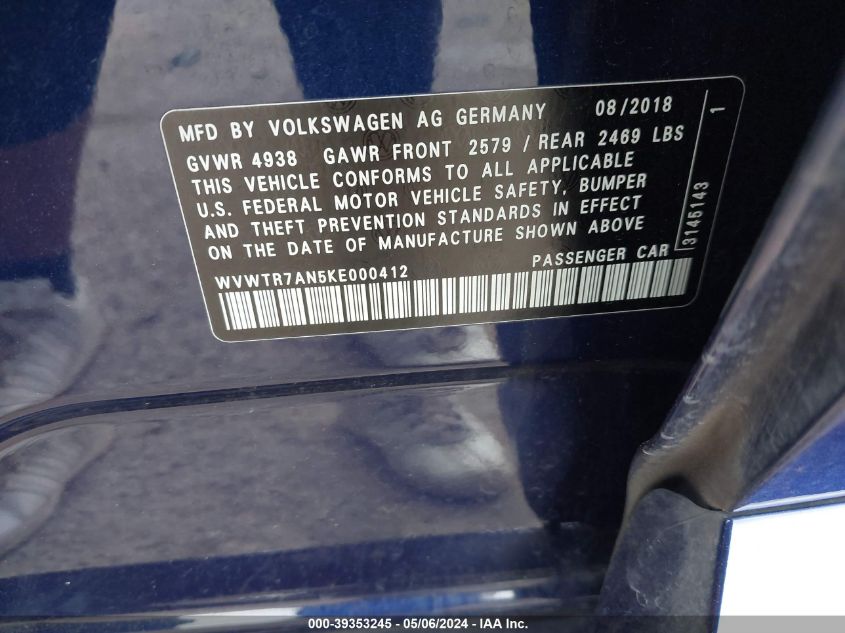 MFD BY VOLKSWAGEN AG GERMANY 08/2018
GVWR 4938 GAWR FRONT 2579 / REAR 2469 LBS
THIS VEHICLE CONFORMS TO ALL APPLICABLE
U.S. FEDERAL MOTOR VEHICLE SAFETY, BUMPER
AND THEFT PREVENTION STANDARDS IN EFFECT
ON THE DATE OF MANUFACTURE SHOWN ABOVE
WVWTR7AN5KE000412 PASSENGER CAR
3145143 1
000-39353245 - 05/06/2024 - IAA Inc.